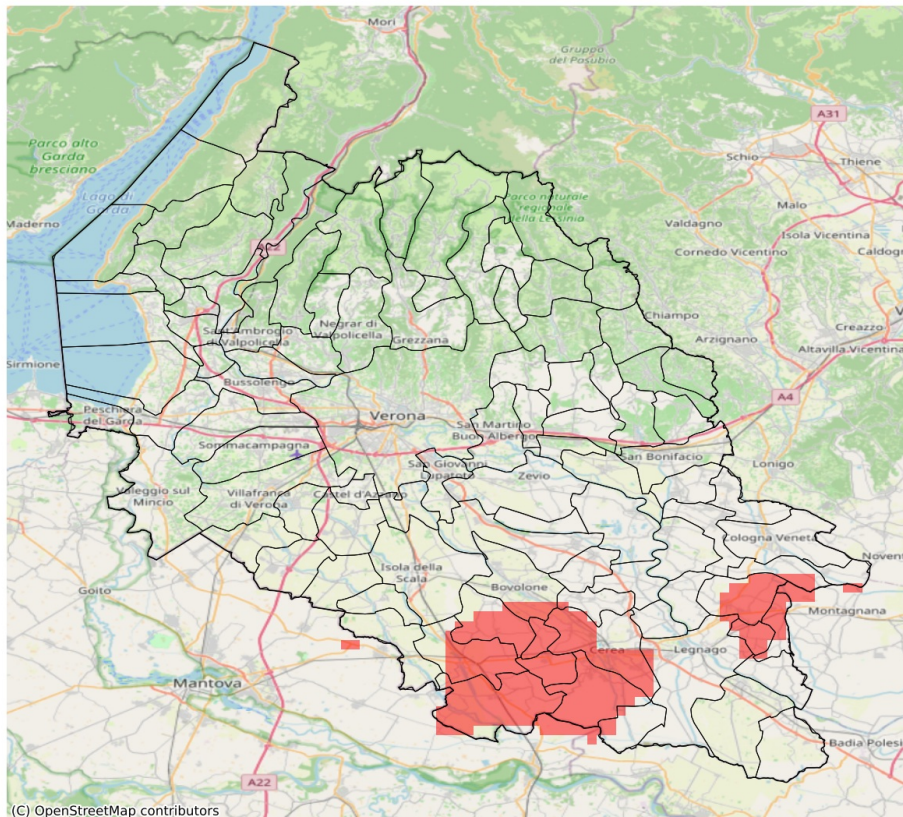 Mori
Gruppo
del Pasubio
A31
Parco alto
Garda
bresciano
Schio
Thiene
Lago di
Garda
Parco naturale
regionale
della Lessinia
Malo
Maderno
Valdagno
Isola Vicentina
Cornedo Vicentino
Caldogn
A22
Chiampo
Sant'Ambrogio
di Valpolicella
Negrar di
Valpolicella
Grezzana
Arzignano
Creazzo
Altavilla Vicentina
Sirmione
Bussolengo
A4
Peschiera
del Garda
Verona
San Martino
Buon Albergo
Sommacampagna
San Giovanni
Lupatoto
Zevio
San Bonifacio
Lonigo
Valeggio sul
Mincio
Villafranca
di Verona
Castel d'Azzano
Cologna Veneta
Novent
Isola della
Scala
Bovolone
Goito
Montagnana
Cerea
Legnago
Mantova
Badia Polesi
A22
(C) OpenStreetMap contributors